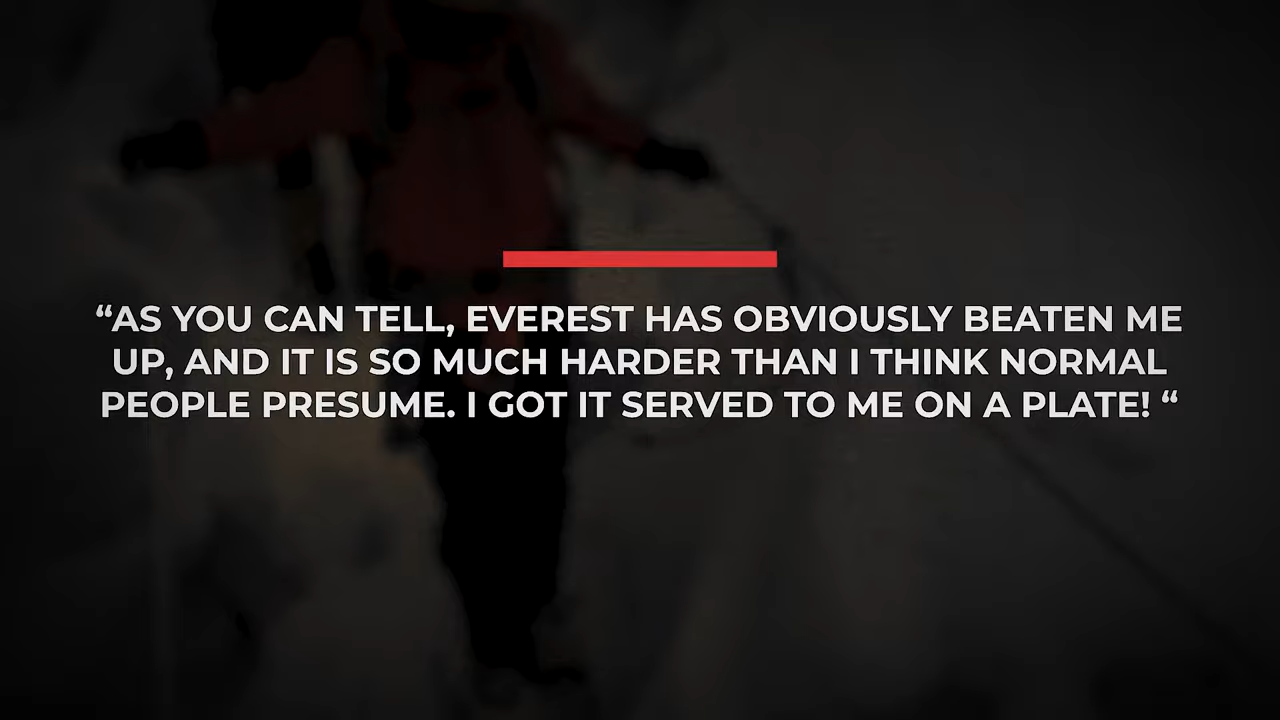 “AS YOU CAN TELL, EVEREST HAS OBVIOUSLY BEATEN ME
UP, AND IT IS SO MUCH HARDER THAN I THINK NORMAL
PEOPLE PRESUME. I GOT IT SERVED TO ME ON A PLATE! “